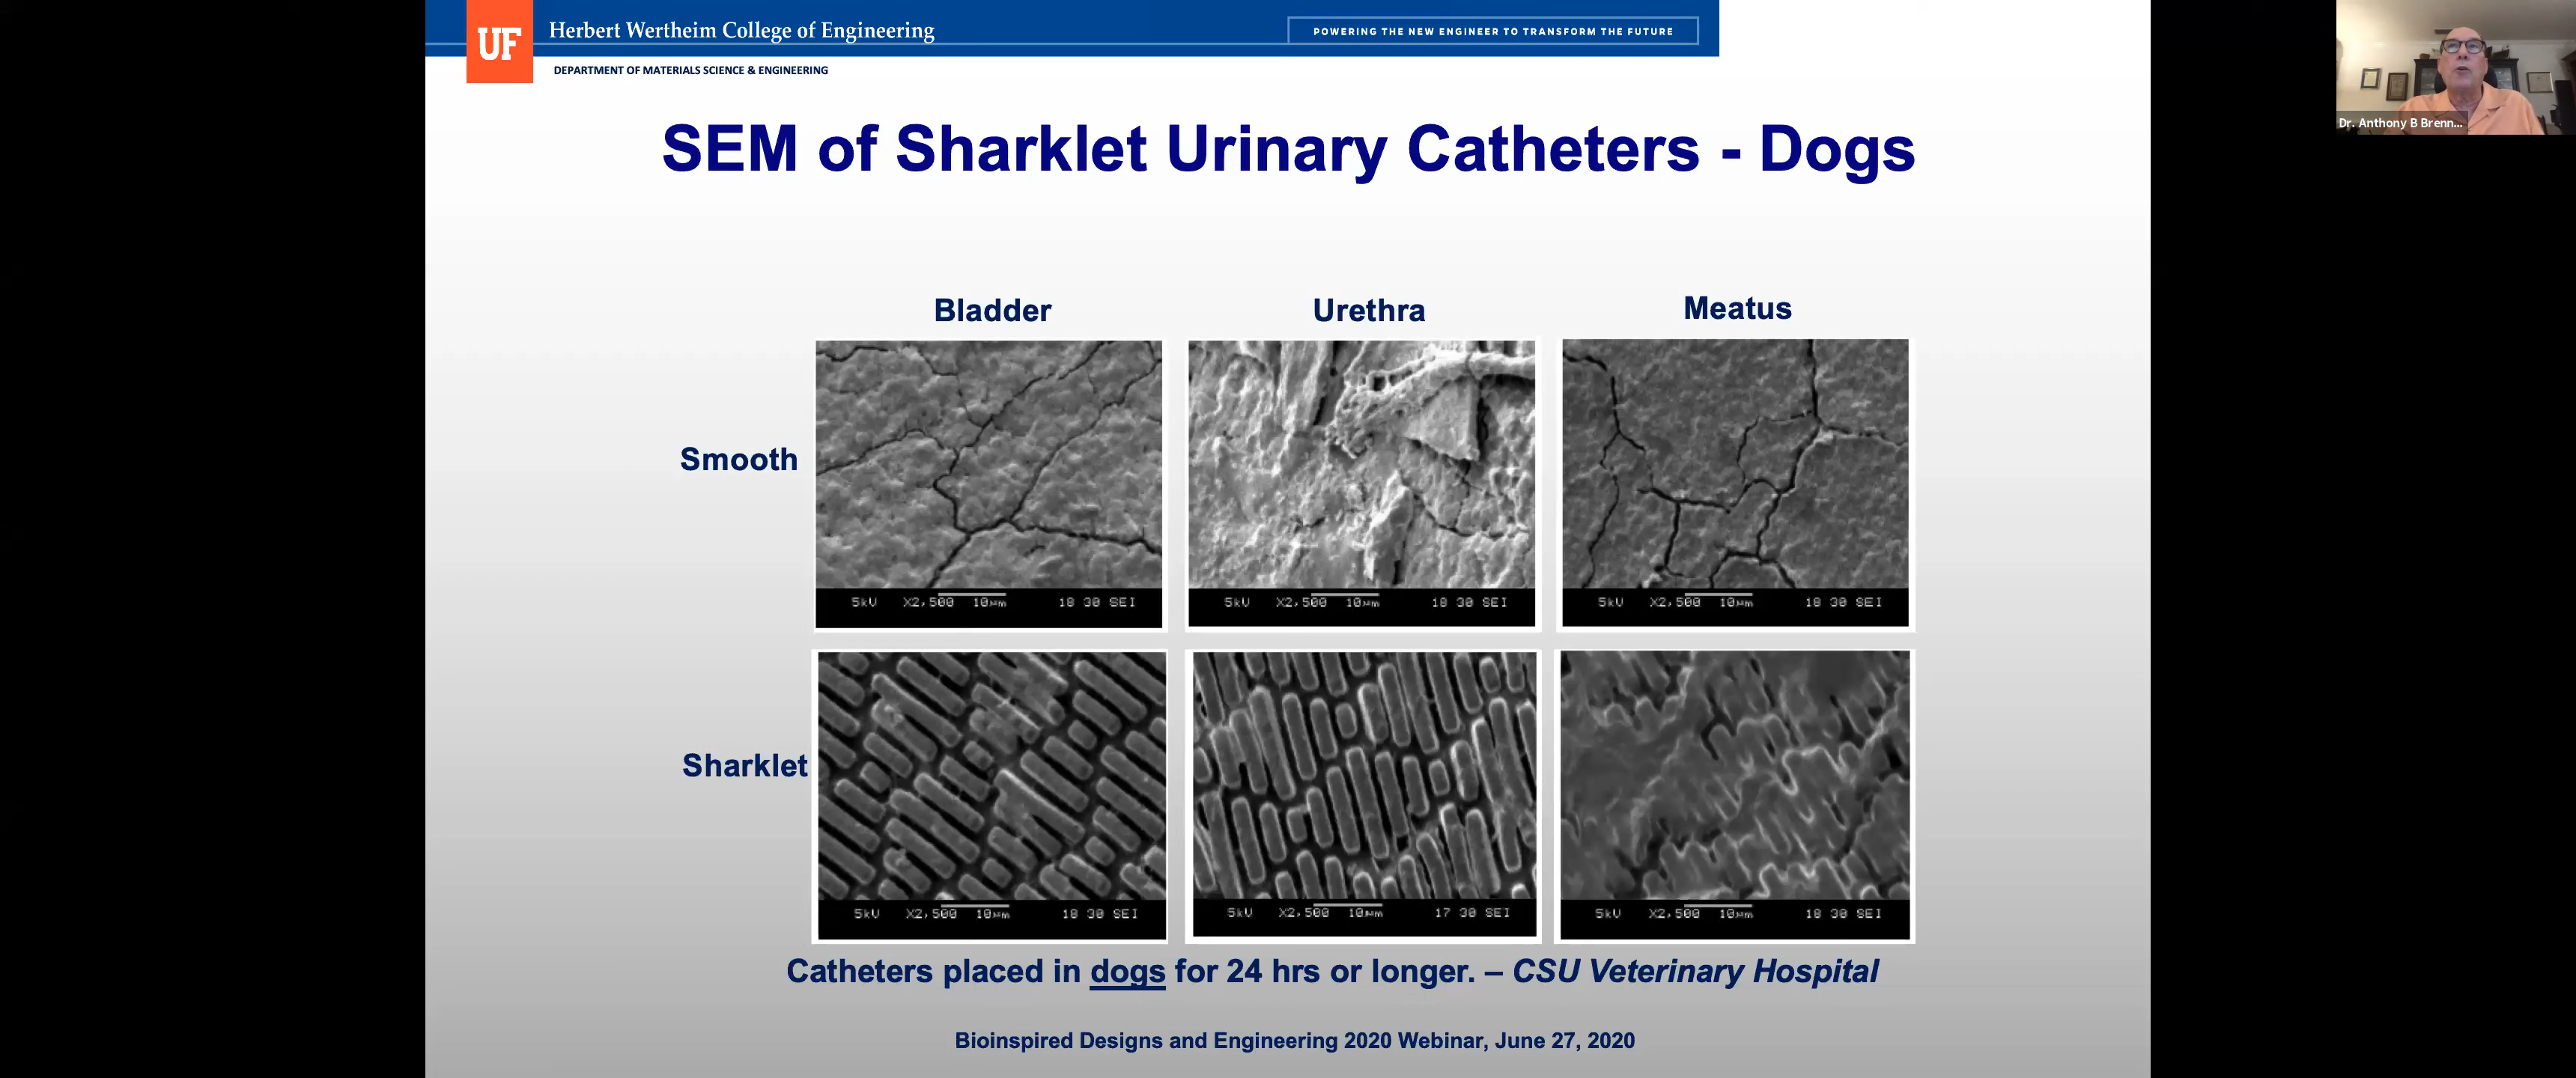 UF
Herbert Wertheim College of Engineering
POWERING THE NEW ENGINEER TO TRANSFORM THE FUTURE
DEPARTMENT OF MATERIALS SCIENCE & ENGINEERING
Dr. Anthony B Brenn...
SEM of Sharklet Urinary Catheters - Dogs
Bladder
Urethra
Meatus
Smooth
5kV X2,500 10µm 18 30 SEI
5kV X2,500 10µm 18 30 SEI
5kV X2,500 10µm 18 30 SEI
Sharklet
5kV X2,500 10µm 18 30 SEI
5kV X2,500 10µm 17 30 SEI
5kV X2,500 10µm 18 30 SEI
Catheters placed in dogs for 24 hrs or longer. – CSU Veterinary Hospital
Bioinspired Designs and Engineering 2020 Webinar, June 27, 2020